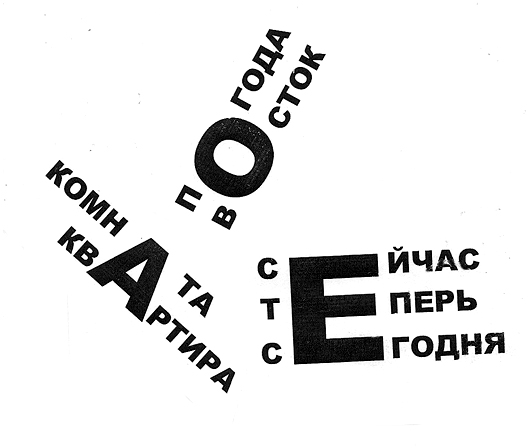 ПОГОДА
ВОСТОК
КОМНАТА
КВАРТИРА
СЕЙЧАС
ТЕПЕРЬ
СЕГОДНЯ